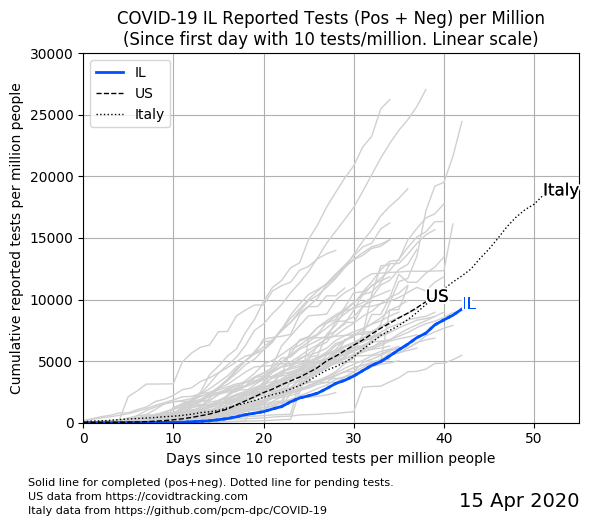 COVID-19 IL Reported Tests (Pos + Neg) per Million
(Since first day with 10 tests/million. Linear scale)
Cumulative reported tests per million people
30000
25000
20000
15000
10000
5000
0
IL
US
Italy
Italy
US
IL
0 10 20 30 40 50
Days since 10 reported tests per million people
Solid line for completed (pos+neg). Dotted line for pending tests.
US data from https://covidtracking.com
Italy data from https://github.com/pcm-dpc/COVID-19
15 Apr 2020